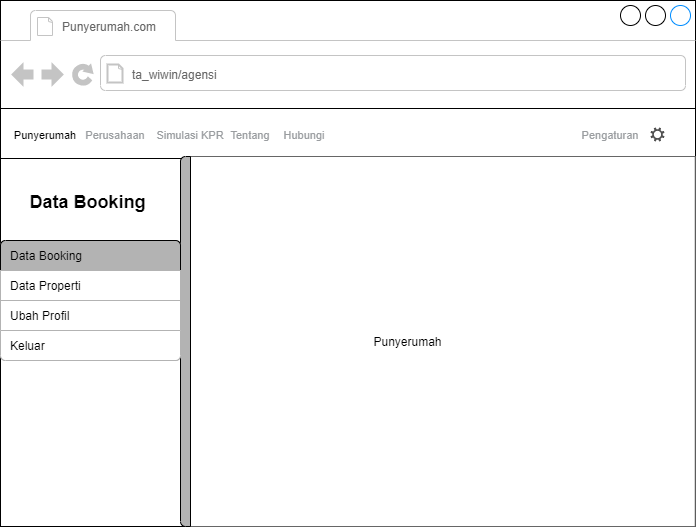 Punyerumah.com
ta_wiwin/agensi
Punyerumah Perusahaan Simulasi KPR Tentang Hubungi Pengaturan
Data Booking
Data Booking
Data Properti
Ubah Profil
Keluar
Punyerumah